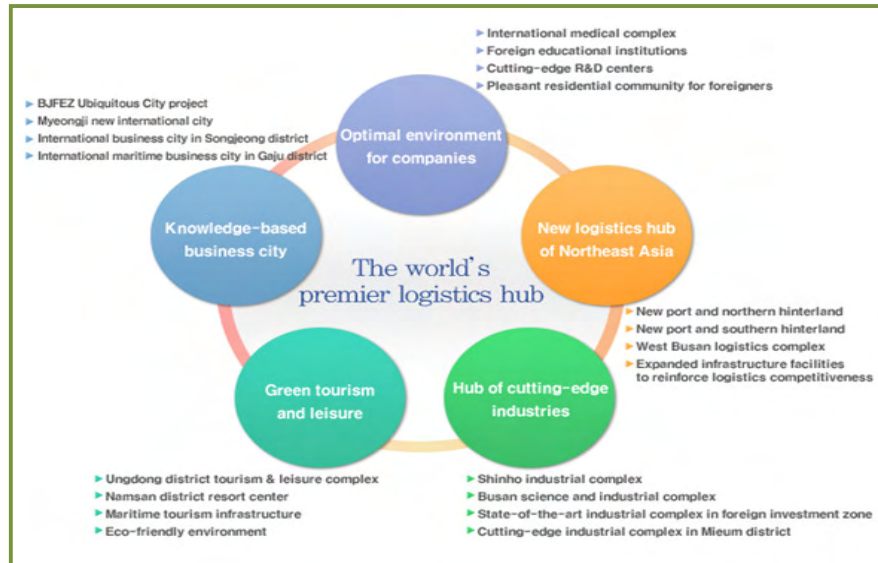 International medical complex
Foreign educational institutions
Cutting-edge R&D centers
Pleasant residential community for foreigners
BJFEZ Ubiquitous City project
Myeongji new international city
International business city in Songjeong district
International maritime business city in Gaju district
Optimal environment
for companies
Knowledge-based
business city
New logistics hub
of Northeast Asia
The world's
premier logistics hub
New port and northern hinterland
New port and southern hinterland
West Busan logistics complex
Expanded infrastructure facilities
to reinforce logistics competitiveness
Green tourism
and leisure
Hub of cutting-edge
industries
Ungdong district tourism & leisure complex
Namsan district resort center
Maritime tourism infrastructure
Eco-friendly environment
Shinho industrial complex
Busan science and industrial complex
State-of-the-art industrial complex in foreign investment zone
Cutting-edge industrial complex in Mieum district